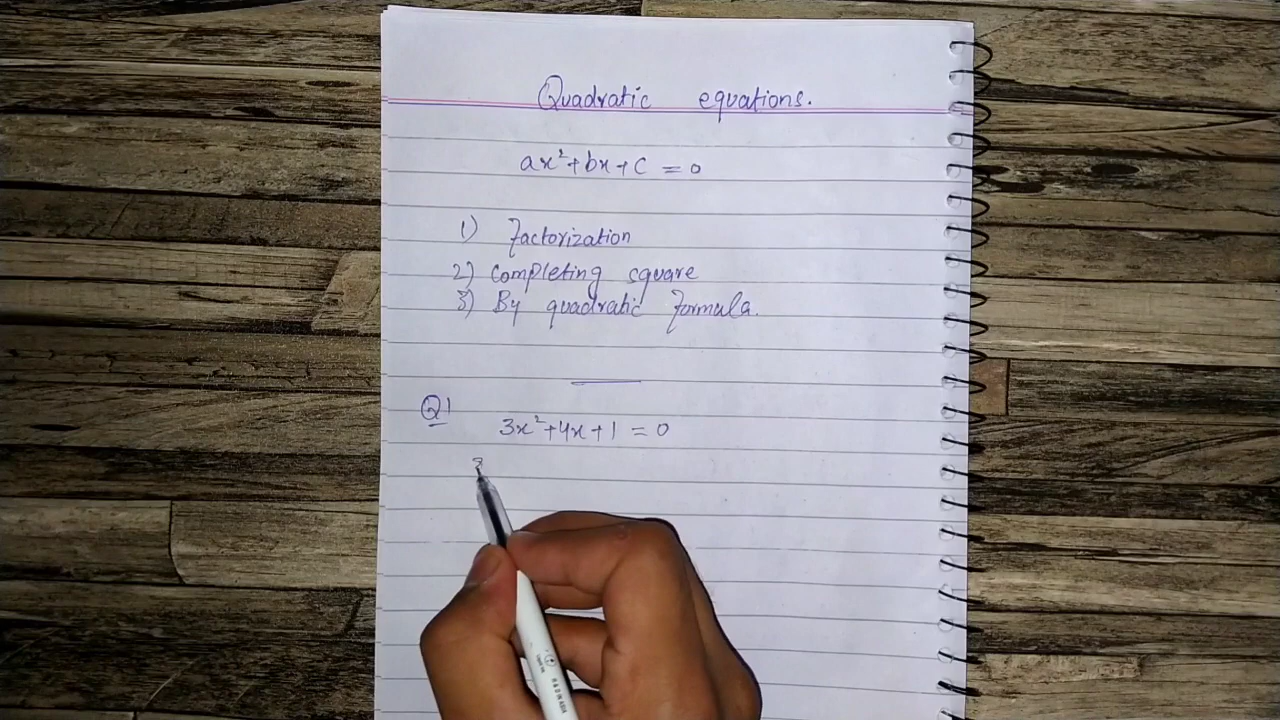 Quadratic equations.
ax²+bx+c = 0
1) Factorization
2) Completing square
3) By quadratic formula.
Q1
3x²+4x+1 = 0
3